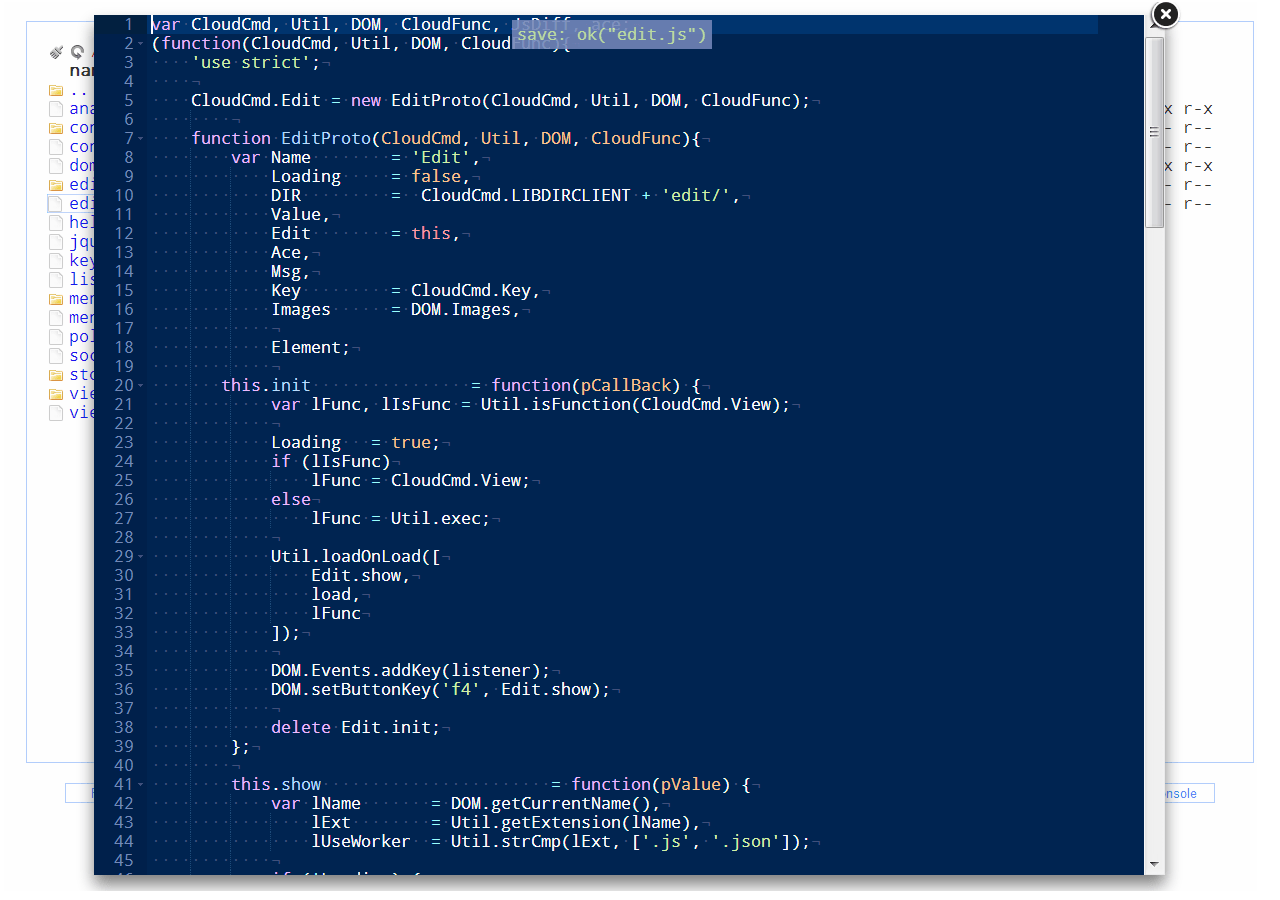 1 var CloudCmd, Util, DOM, CloudFunc, JsDiff, ace;
save: ok("edit.js")
2 (function(CloudCmd, Util, DOM, CloudFunc){
3 'use strict';
4
5 CloudCmd.Edit = new EditProto(CloudCmd, Util, DOM, CloudFunc);
6
7 function EditProto(CloudCmd, Util, DOM, CloudFunc){
8 var Name = 'Edit',
9 Loading = false,
10 DIR = CloudCmd.LIBDIRCLIENT + 'edit/',
11 Value,
12 Edit = this,
13 Ace,
14 Msg,
15 Key = CloudCmd.Key,
16 Images = DOM.Images,
17
18 Element;
19
20 this.init = function(pCallBack) {
21 var lFunc, lIsFunc = Util.isFunction(CloudCmd.View);
22
23 Loading = true;
24 if (lIsFunc)
25 lFunc = CloudCmd.View;
26 else
27 lFunc = Util.exec;
28
29 Util.loadOnLoad([
30 Edit.show,
31 load,
32 lFunc
33 ]);
34
35 DOM.Events.addKey(listener);
36 DOM.setButtonKey('f4', Edit.show);
37
38 delete Edit.init;
39 };
40
41 this.show = function(pValue) {
42 var lName = DOM.getCurrentName(),
43 lExt = Util.getExtension(lName),
44 lUseWorker = Util.strCmp(lExt, ['.js', '.json']);
45
nar
..
ana
con
con
dom
edi
edi
hel
jqu
key
lis
men
men
pol
soc
sto
vie
vie
x r-x
- r--
- r--
x r-x
- r--
- r--
nsole